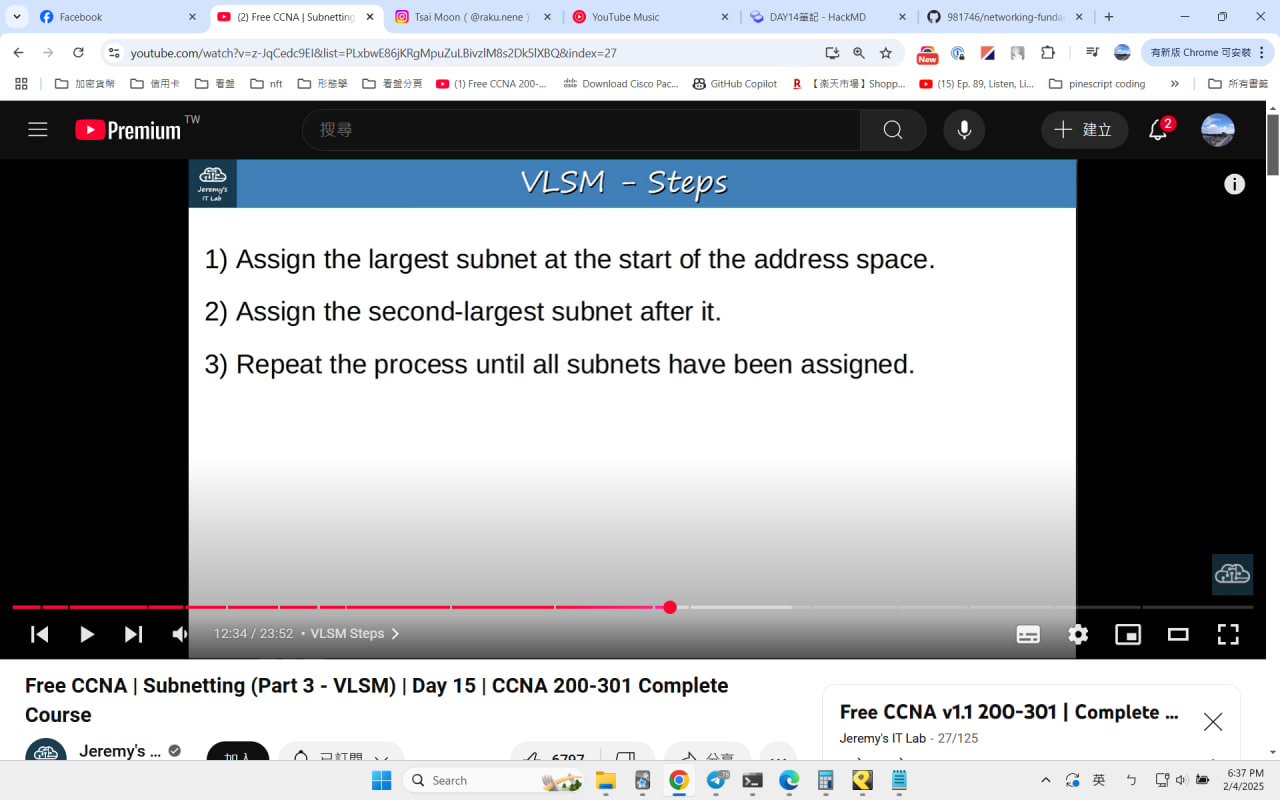 Facebook
(2) Free CCNA | Subnetting
Tsai Moon（@raku.nene）
YouTube Music
DAY14筆記 - HackMD
981746/networking-funda
youtube.com/watch?v=z-JqCedc9EI&list=PLxbwE86jKRgMpuZuLBivzlM8s2Dk5lXBQ&index=27
New
有新版 Chrome 可安裝
加密貨幣
信用卡
看盤
nft
形態學
看盤分頁
(1) Free CCNA 200-...
Download Cisco Pac...
GitHub Copilot
【楽天市場】Shopp...
(15) Ep. 89, Listen, Li...
pinescript coding
所有書籤
Premium TW
搜尋
建立
2
Jeremy's
IT Lab
VLSM - Steps
1) Assign the largest subnet at the start of the address space.
2) Assign the second-largest subnet after it.
3) Repeat the process until all subnets have been assigned.
12:34 / 23:52 • VLSM Steps
Free CCNA | Subnetting (Part 3 - VLSM) | Day 15 | CCNA 200-301 Complete
Course
Free CCNA v1.1 200-301 | Complete ...
Jeremy's IT Lab - 27/125
Jeremy's ...
加入
已訂閱
6797
分享
Search
英
6:37 PM
2/4/2025